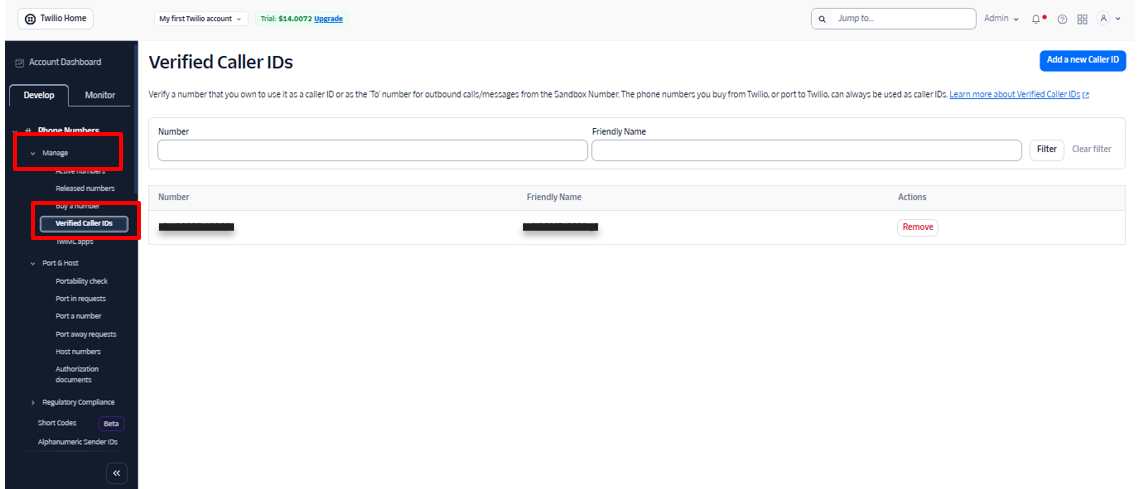 Twilio Home
My first Twilio account
Trial: $14.0072 Upgrade
Jump to...
Admin
Account Dashboard
Develop
Monitor
# Phone Numbers
Manage
Active numbers
Released numbers
Buy a number
Verified Caller IDs
TwiML apps
Port & Host
Portability check
Port in requests
Port a number
Port away requests
Host numbers
Authorization
documents
Regulatory Compliance
Short Codes
Beta
Alphanumeric Sender IDs
Verified Caller IDs
Add a new Caller ID
Verify a number that you own to use it as a caller ID or as the 'To' number for outbound calls/messages from the Sandbox Number. The phone numbers you buy from Twilio, or port to Twilio, can always be used as caller IDs. Learn more about Verified Caller IDs
Number
Friendly Name
Filter
Clear filter
Number
Friendly Name
Actions
Remove